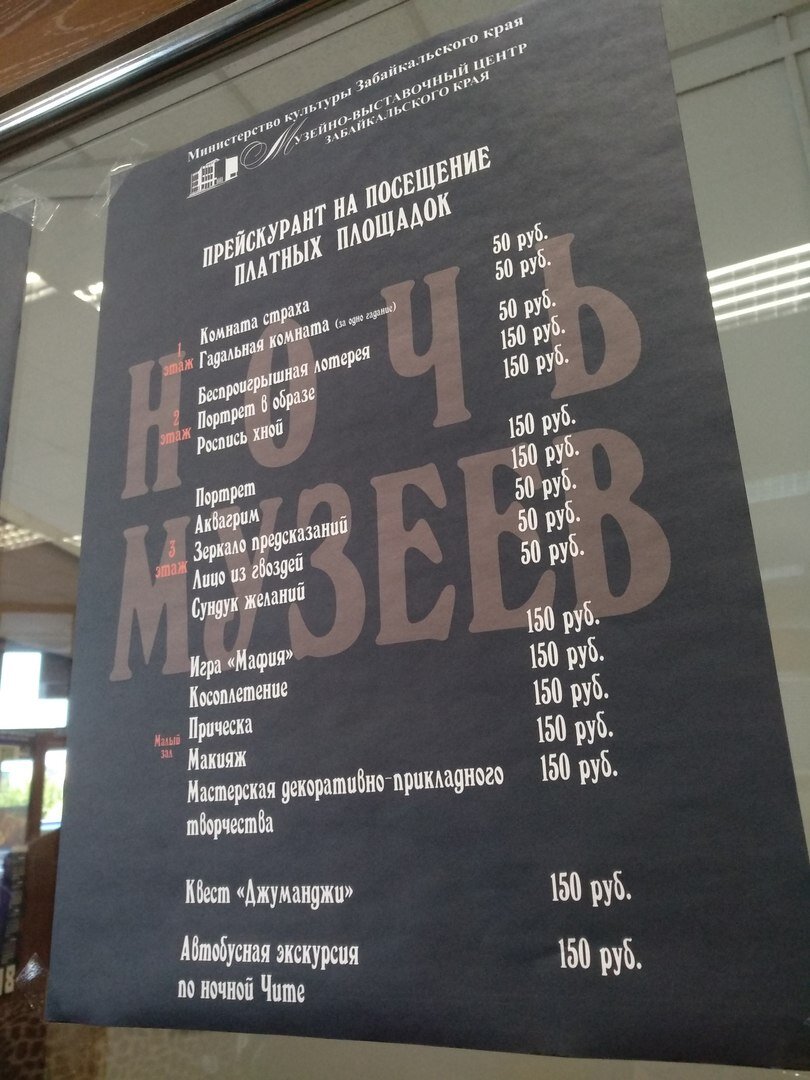 Министерство культуры Забайкальского края
Музейно-выставочный центр
Забайкальского края
ПРЕЙСКУРАНТ НА ПОСЕЩЕНИЕ
ПЛАТНЫХ ПЛОЩАДОК
НОЧЬ
МУЗЕЕВ
1 этаж
Комната страха 50 руб.
Гадальная комната (за одно гадание) 50 руб.
2 этаж
Беспроигрышная лотерея 50 руб.
Портрет в образе 150 руб.
Роспись хной 150 руб.
3 этаж
Портрет 150 руб.
Аквагрим 150 руб.
Зеркало предсказаний 50 руб.
Лицо из гвоздей 50 руб.
Сундук желаний 50 руб.
Малый зал
Игра «Мафия» 150 руб.
Косоплетение 150 руб.
Прическа 150 руб.
Макияж 150 руб.
Мастерская декоративно-прикладного 150 руб.
творчества
Квест «Джуманджи» 150 руб.
Автобусная экскурсия 150 руб.
по ночной Чите